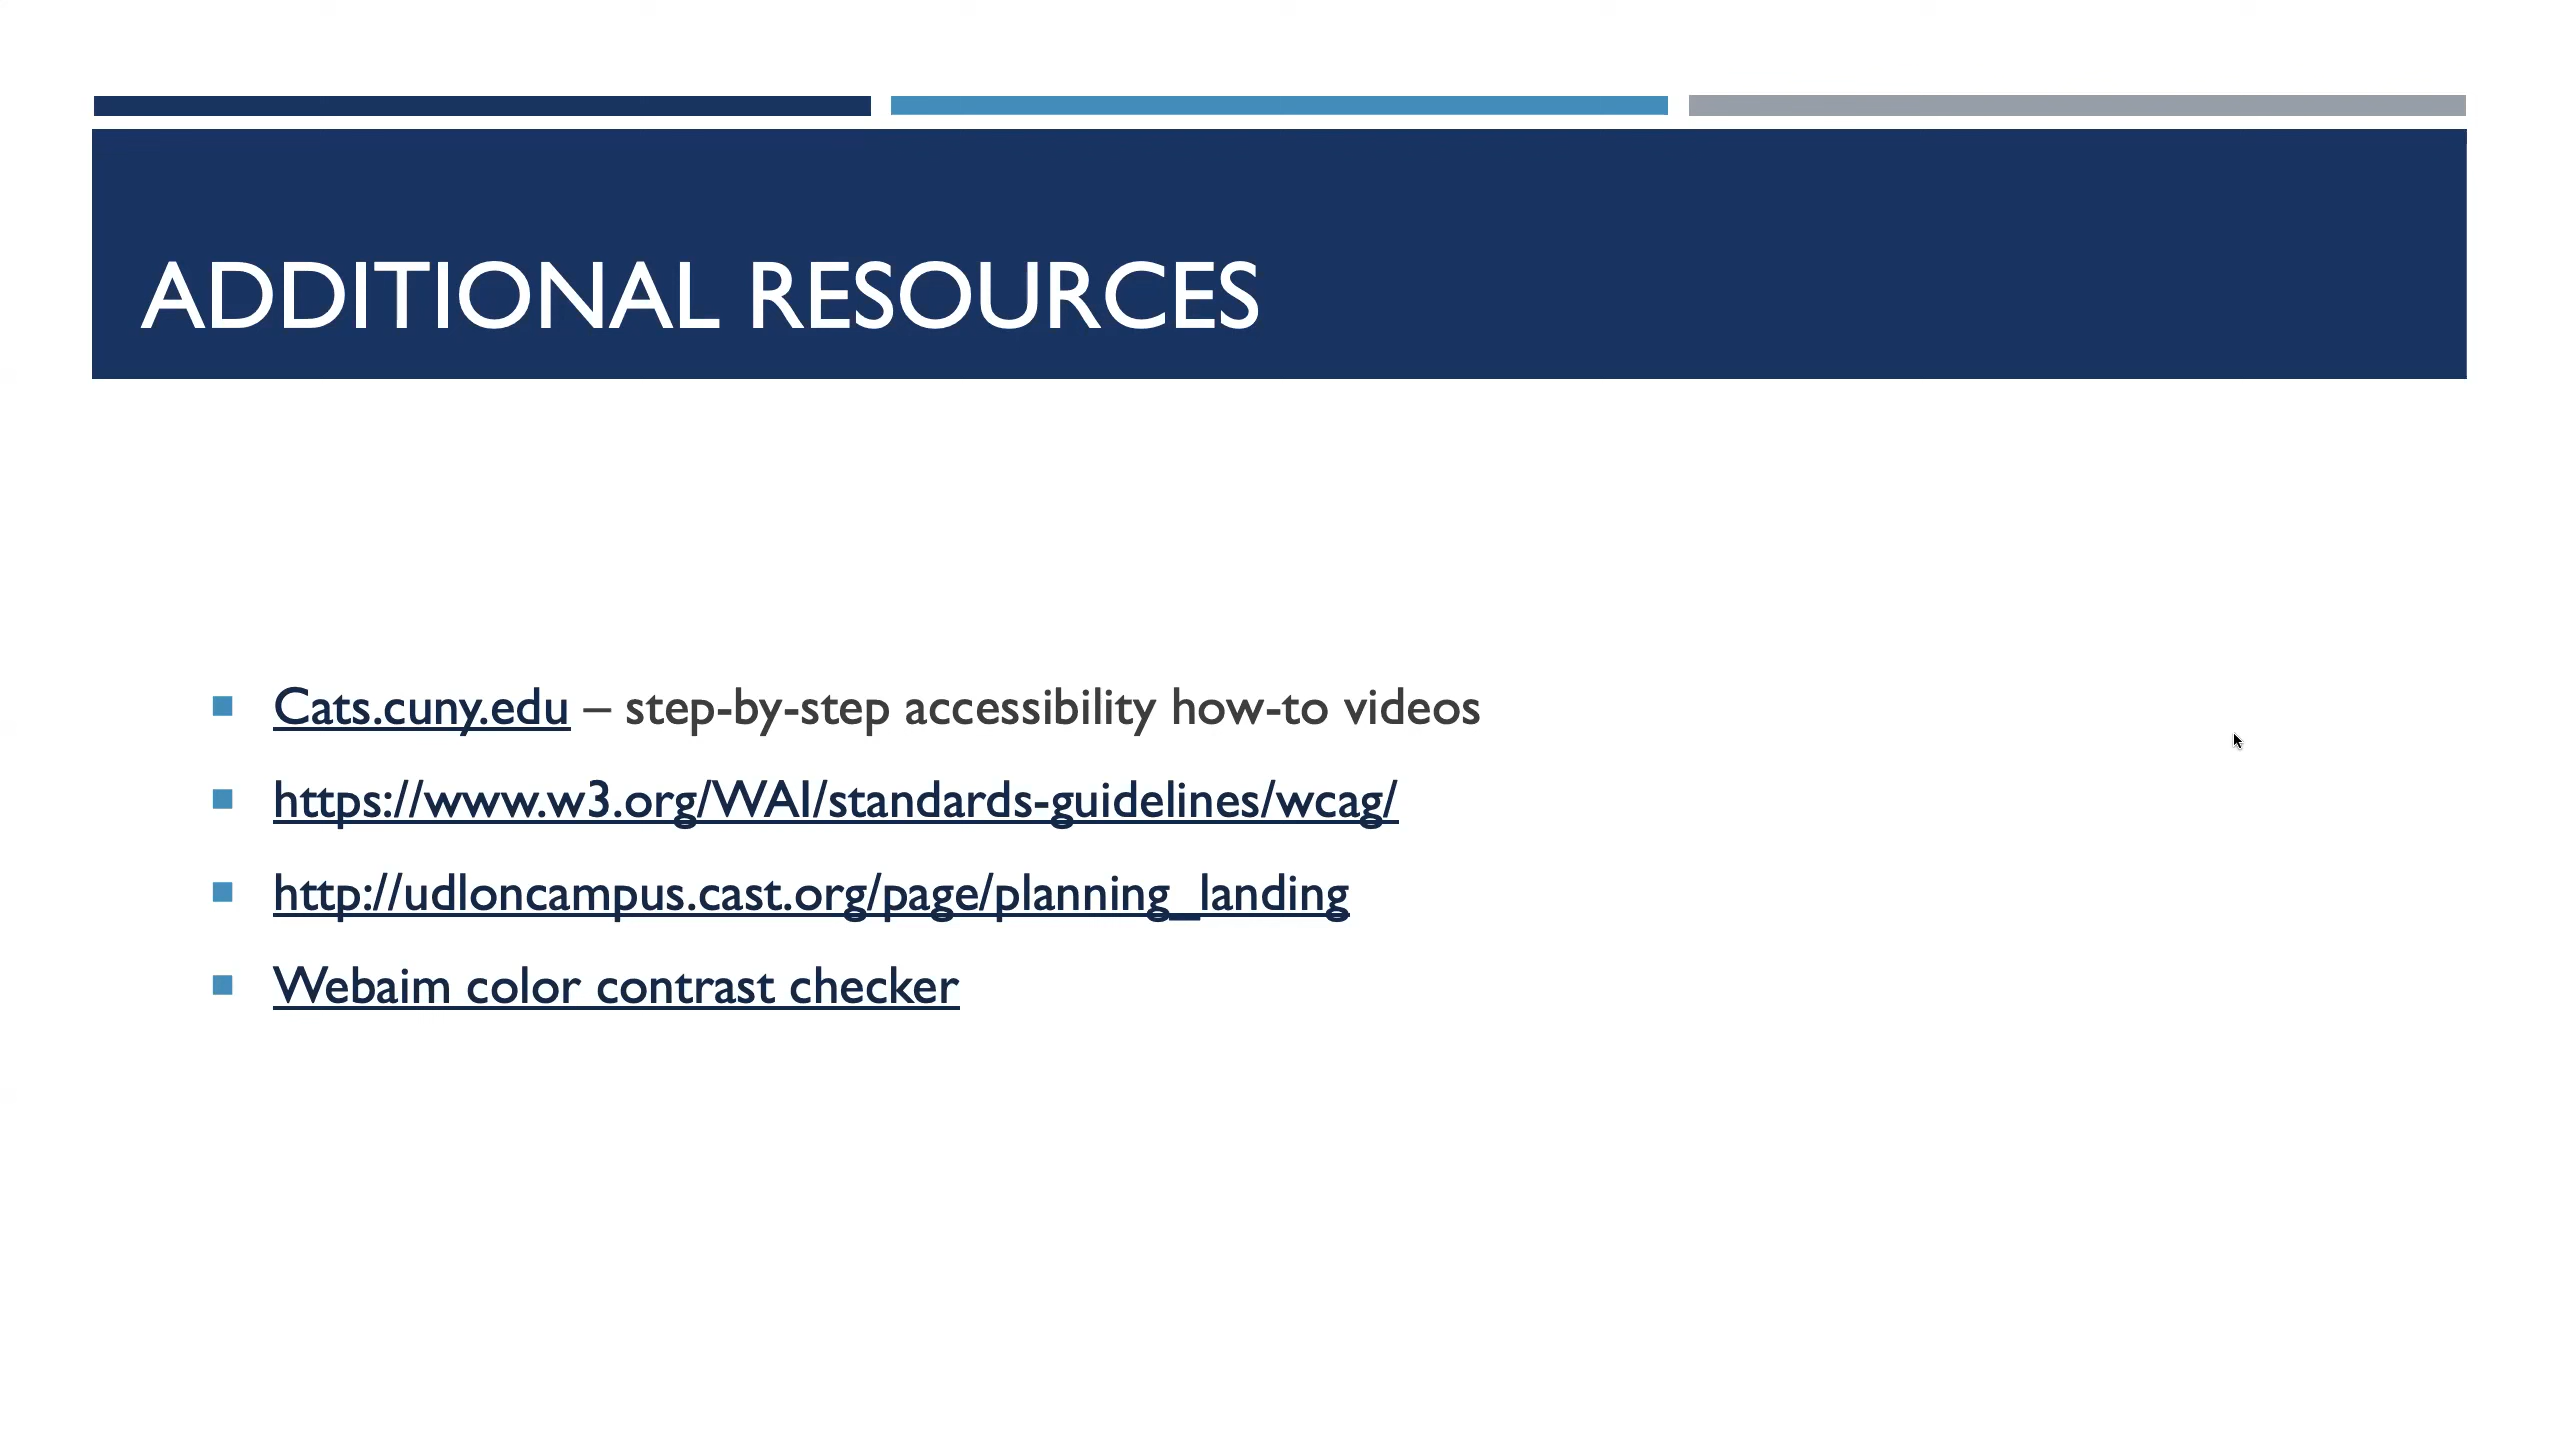 ADDITIONAL RESOURCES
Cats.cuny.edu – step-by-step accessibility how-to videos
https://www.w3.org/WAI/standards-guidelines/wcag/
http://udloncampus.cast.org/page/planning_landing
Webaim color contrast checker